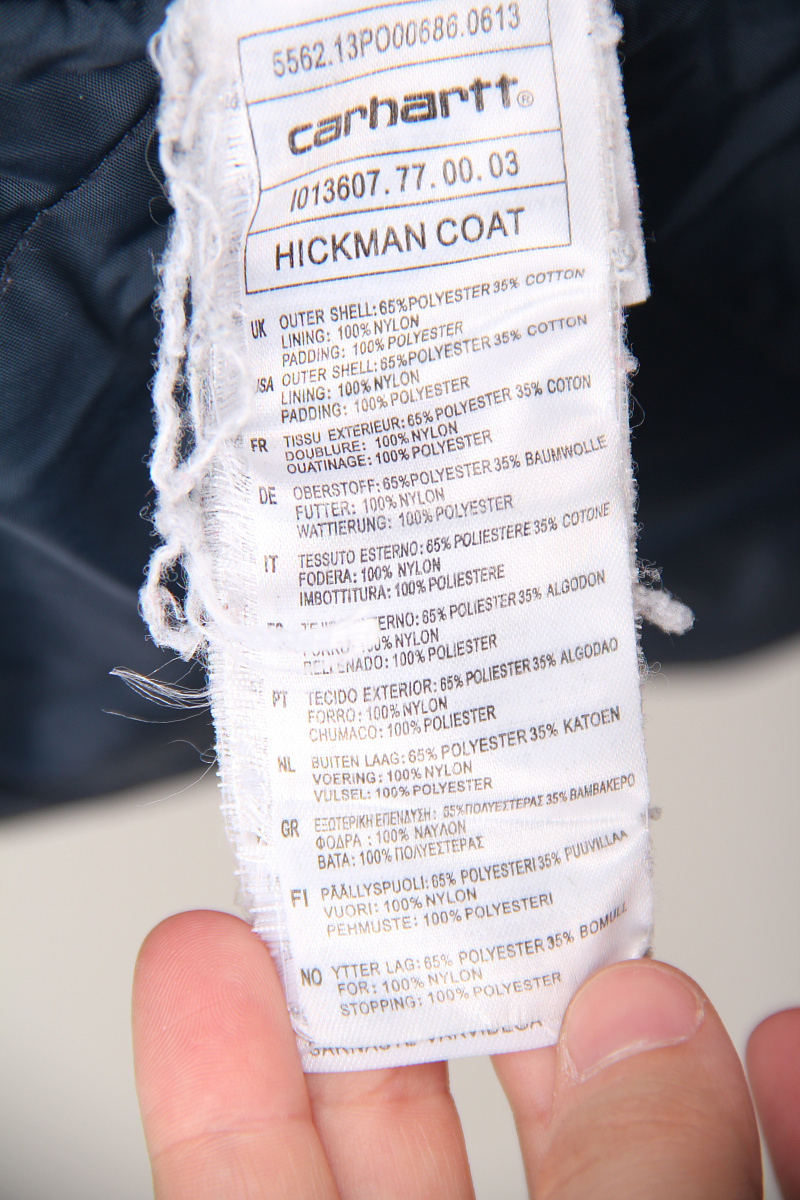 5562.13PO00686.0613
carhartt®
I013607.77.00.03
HICKMAN COAT
UK OUTER SHELL: 65%POLYESTER 35% COTTON
LINING: 100% NYLON
PADDING: 100% POLYESTER
USA OUTER SHELL: 65%POLYESTER 35% COTTON
LINING: 100% NYLON
PADDING: 100% POLYESTER
FR TISSU EXTERIEUR: 65%POLYESTER 35% COTON
DOUBLURE: 100% NYLON
OUATINAGE: 100% POLYESTER
DE OBERSTOFF: 65%POLYESTER 35% BAUMWOLLE
FUTTER: 100% NYLON
WATTIERUNG: 100% POLYESTER
IT TESSUTO ESTERNO: 65% POLIESTERE 35% COTONE
FODERA: 100% NYLON
IMBOTTITURA: 100% POLIESTERE
65% POLIESTER 35% ALGODON
FORRO: 100% NYLON
RELLENADO: 100% POLIESTER
PT TECIDO EXTERIOR: 65% POLIESTER 35% ALGODAO
FORRO: 100% NYLON
CHUMACO: 100% POLIESTER
NL BUITEN LAAG: 65% POLYESTER 35% KATOEN
VOERING: 100% NYLON
VULSEL: 100% POLYESTER
GR ΕΞΩΤΕΡΙΚΗ ΕΠΕΝΔΥΣΗ: 65% ΠΟΛΥΕΣΤΕΡΑΣ 35% ΒΑΜΒΑΚΕΡΟ
ΦΟΔΡΑ : 100% ΝΑΥΛΟΝ
ΒΑΤΑ: 100% ΠΟΛΥΕΣΤΕΡΑΣ
FI PÄÄLLYSPUOLI: 65% POLYESTERI 35% PUUVILLAA
VUORI: 100% NYLON
PEHMUSTE: 100% POLYESTERI
NO YTTER LAG: 65% POLYESTER 35% BOMULL
FOR: 100% NYLON
STOPPING: 100% POLYESTER